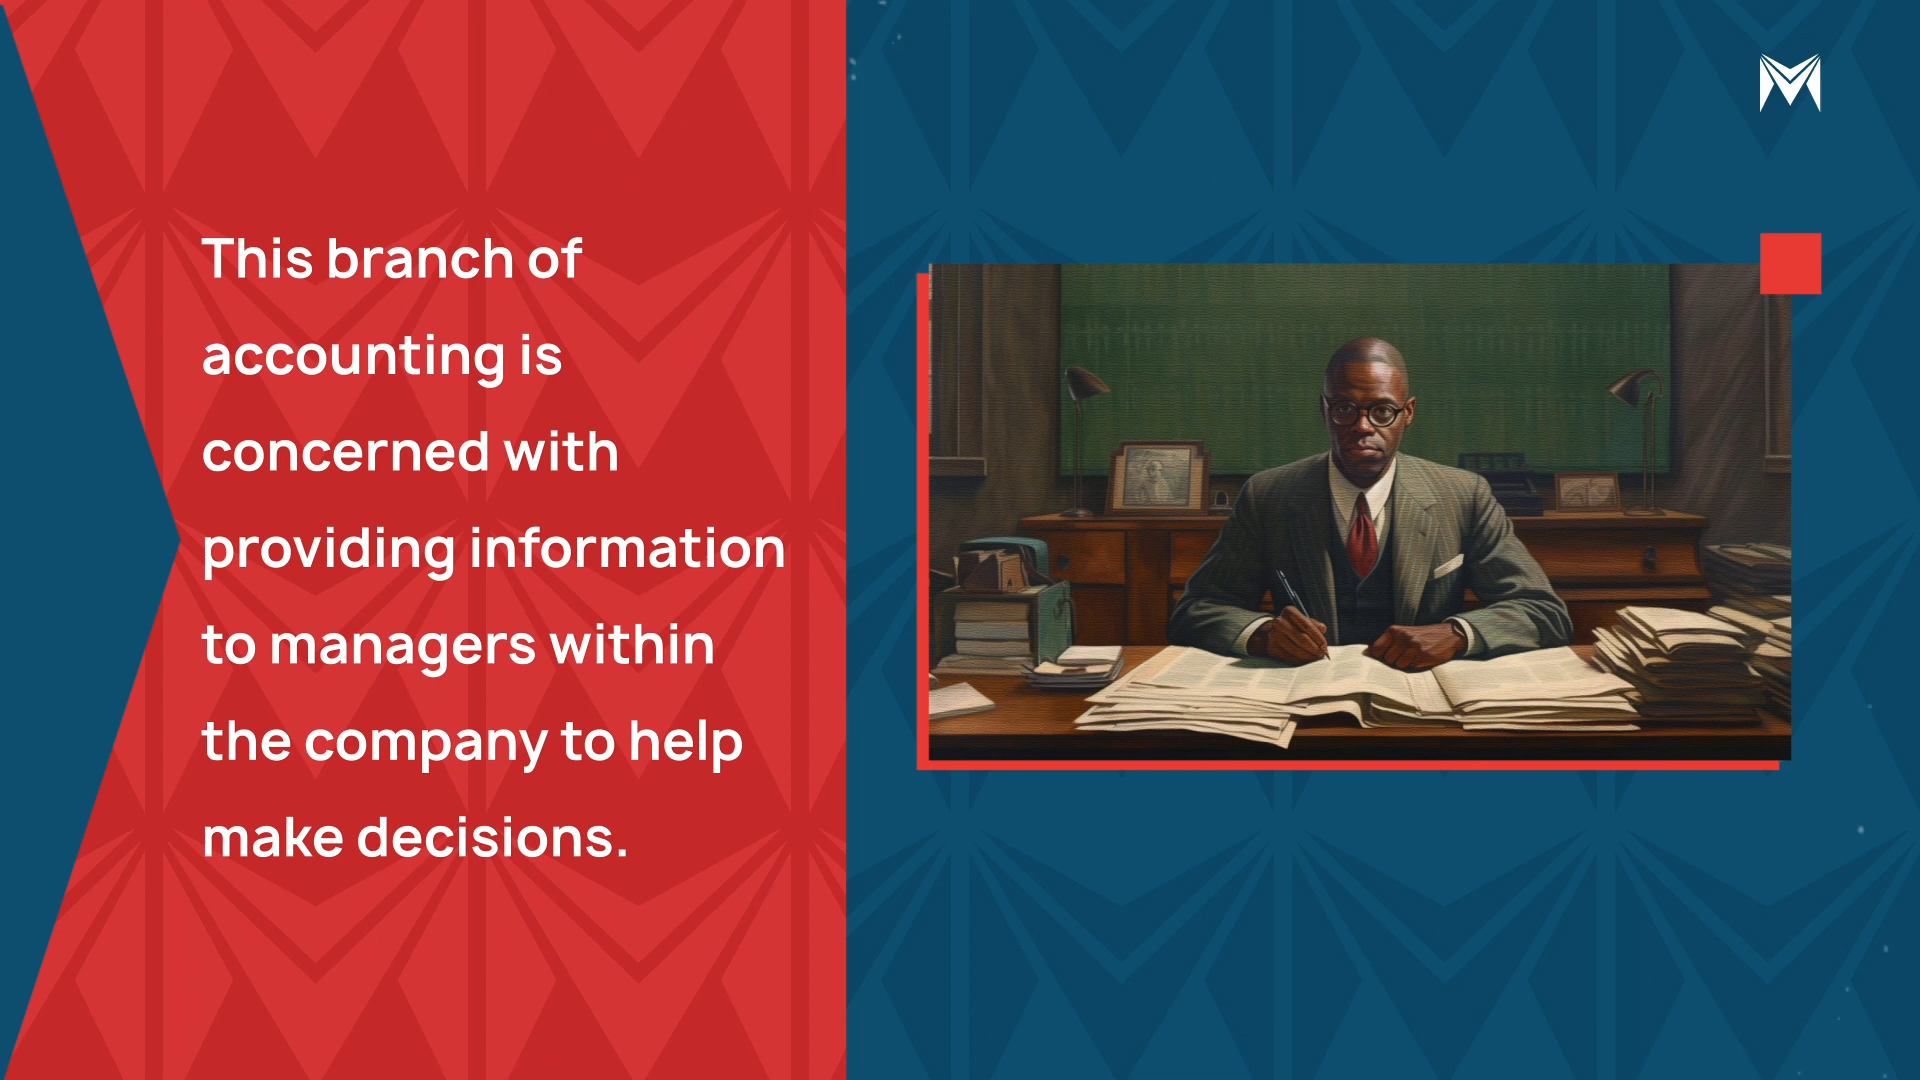 This branch of
accounting is
concerned with
providing information
to managers within
the company to help
make decisions.